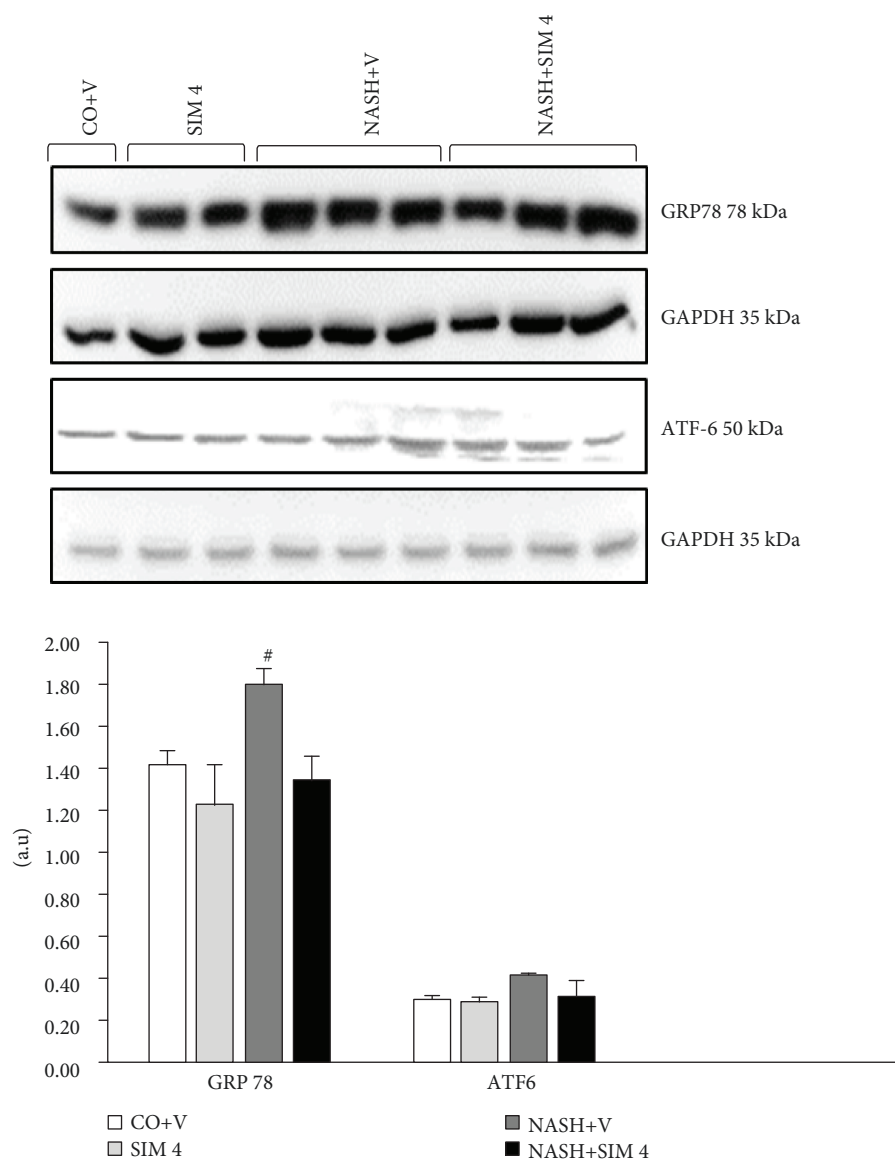 CO+V
SIM 4
NASH+V
NASH+SIM 4
GRP78 78 kDa
GAPDH 35 kDa
ATF-6 50 kDa
GAPDH 35 kDa
2.00
1.80
1.60
1.40
1.20
1.00
0.80
0.60
0.40
0.20
0.00
(a.u)
#
GRP 78
ATF6
CO+V
SIM 4
NASH+V
NASH+SIM 4